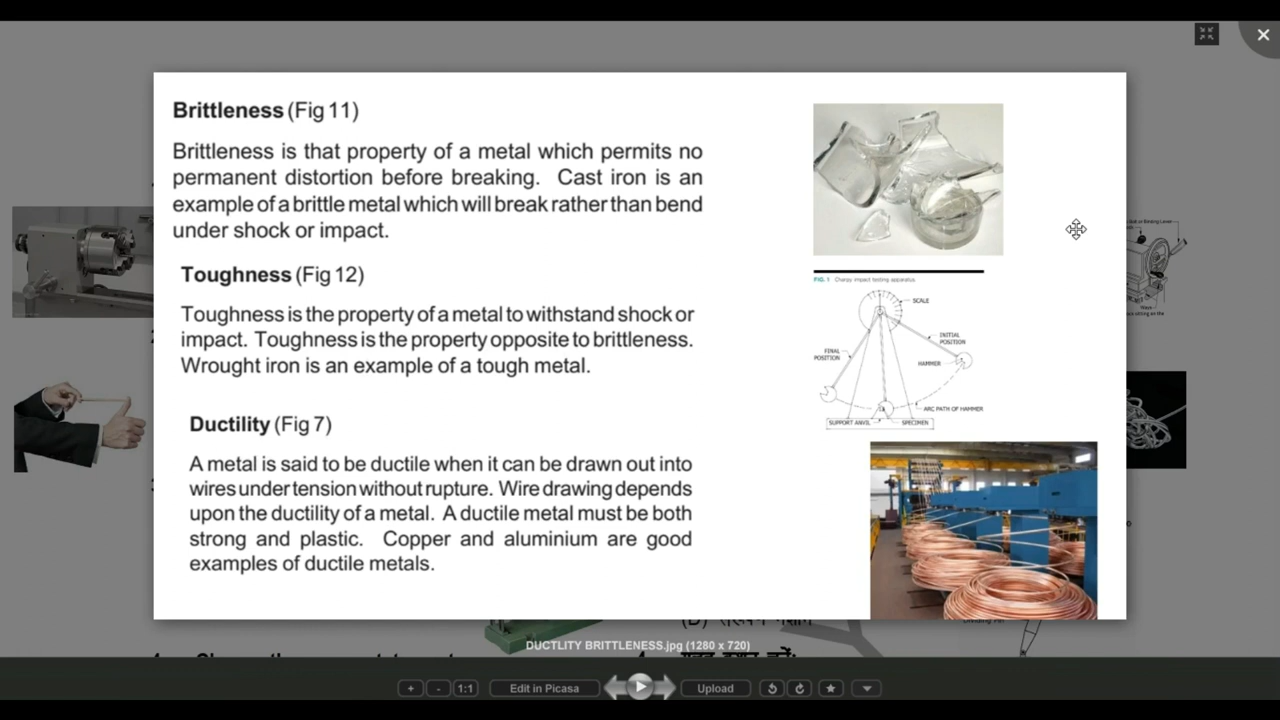 Brittleness (Fig 11)
Brittleness is that property of a metal which permits no
permanent distortion before breaking. Cast iron is an
example of a brittle metal which will break rather than bend
under shock or impact.
Toughness (Fig 12)
Toughness is the property of a metal to withstand shock or
impact. Toughness is the property opposite to brittleness.
Wrought iron is an example of a tough metal.
Ductility (Fig 7)
A metal is said to be ductile when it can be drawn out into
wires under tension without rupture. Wire drawing depends
upon the ductility of a metal. A ductile metal must be both
strong and plastic. Copper and aluminium are good
examples of ductile metals.
FIG. 1 Charpy impact testing apparatus
SCALE
INITIAL
POSITION
FINAL
POSITION
HAMMER
ARC PATH OF HAMMER
SUPPORT ANVIL
SPECIMEN
DUCTLITY BRITTLENESS.jpg (1280 x 720)
+
-
1:1
Edit in Picasa
Upload